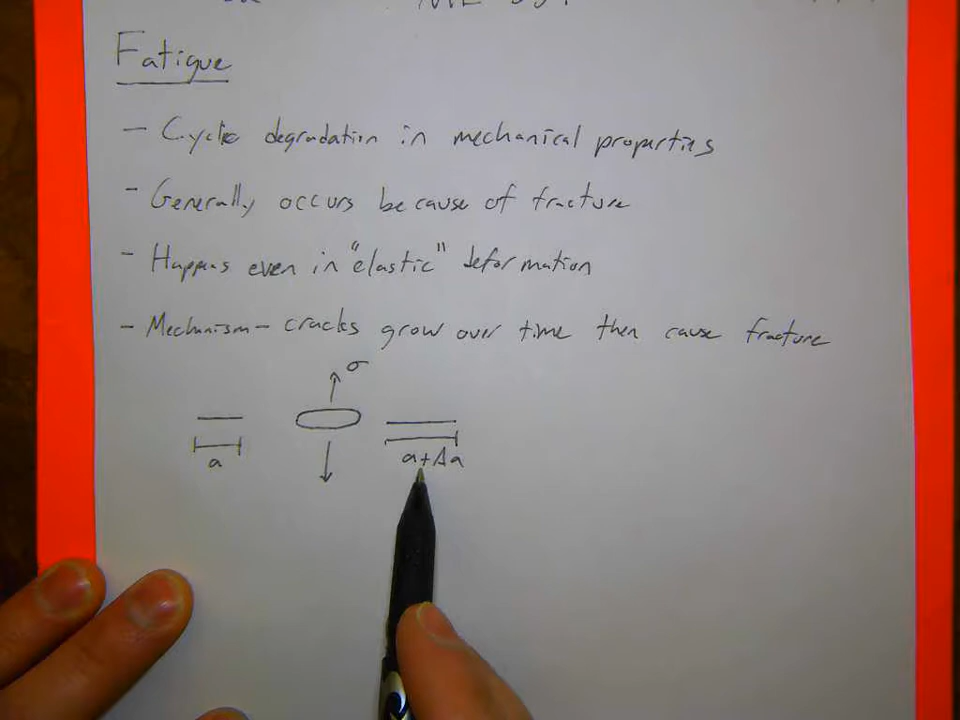 Fatigue
- Cyclic degradation in mechanical properties
- Generally occurs because of fracture
- Happens even in "elastic" deformation
- Mechanism - cracks grow over time then cause fracture
σ
a
a+Δa